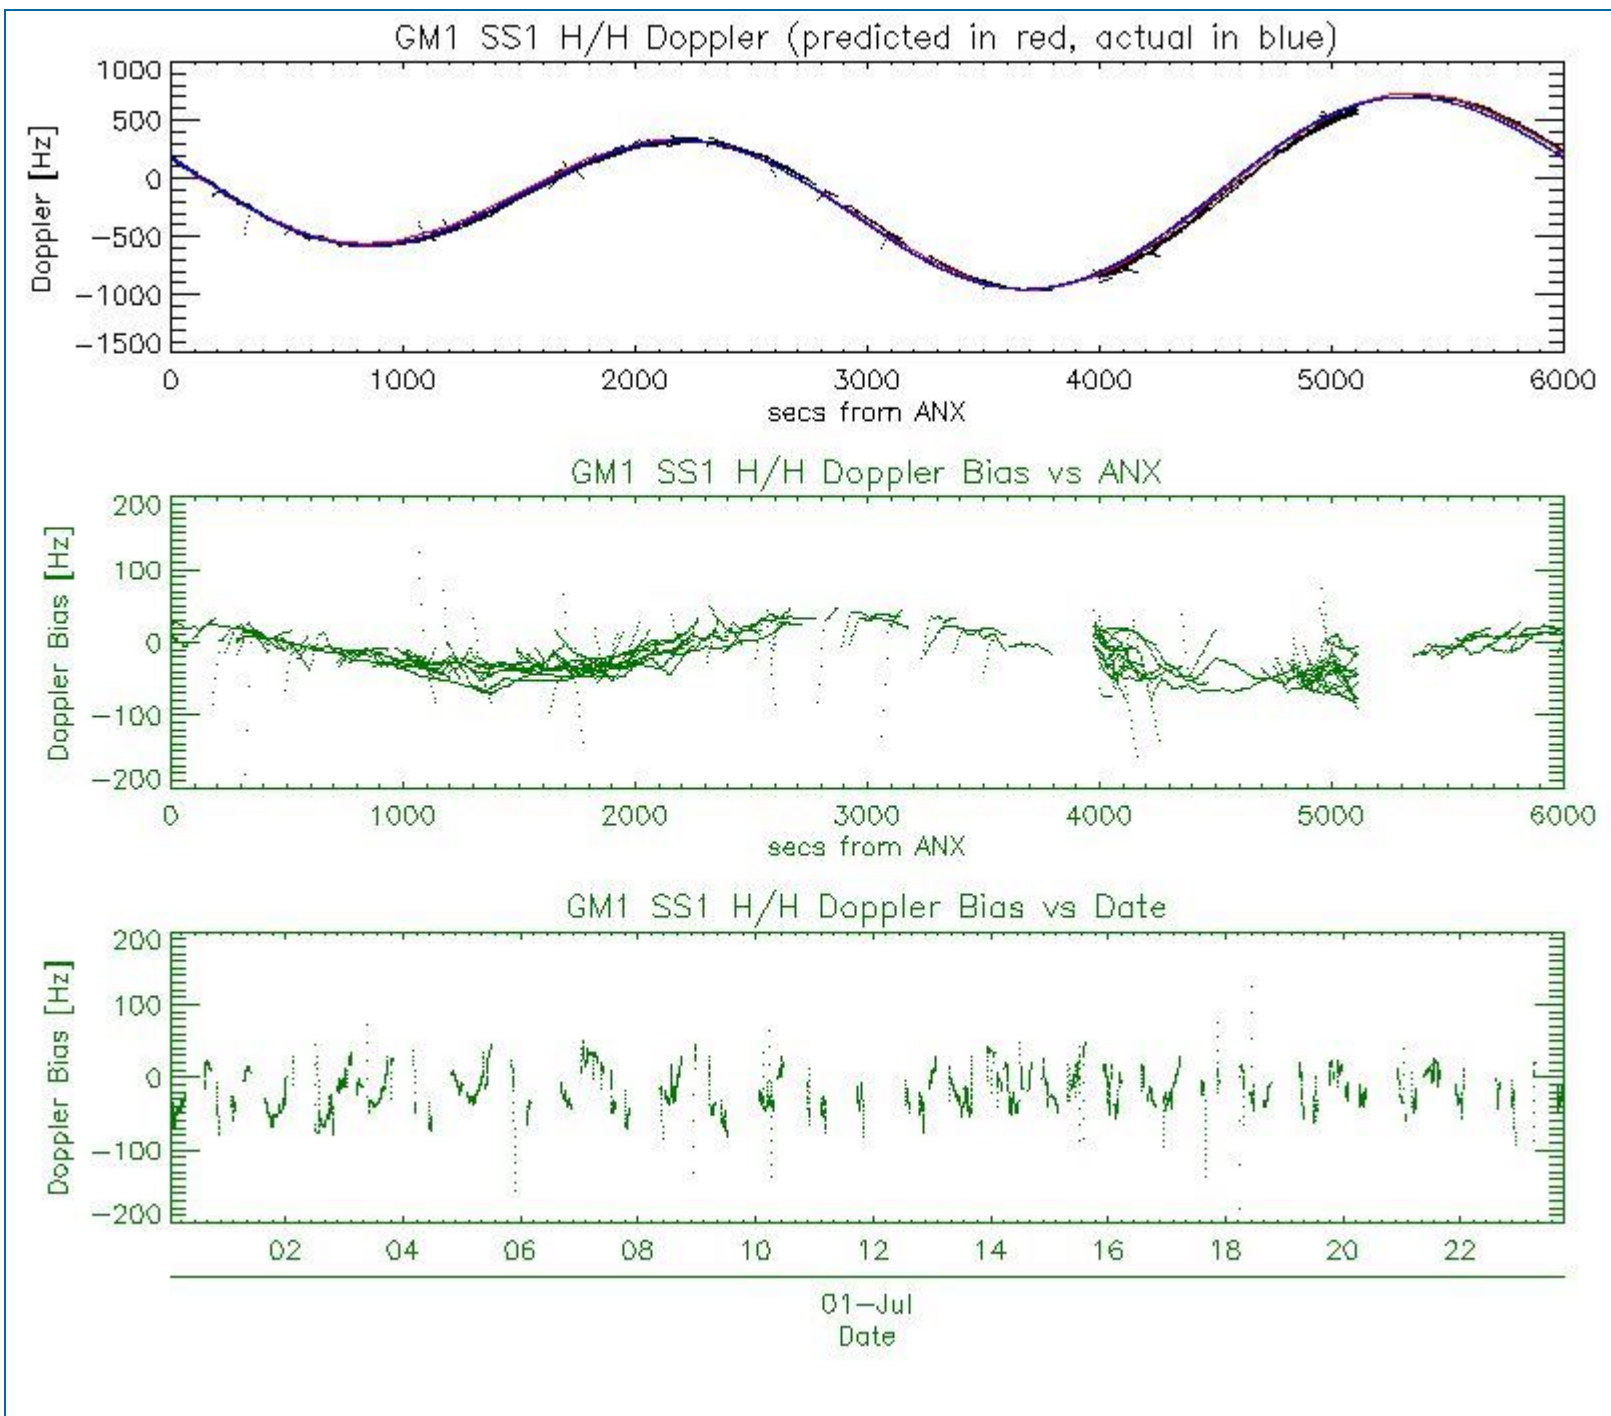 GM1 SS1 H/H Doppler (predicted in red, actual in blue)
1000
500
0
-500
-1000
-1500
Doppler [Hz]
0 1000 2000 3000 4000 5000 6000
secs from ANX
GM1 SS1 H/H Doppler Bias vs ANX
200
100
0
-100
-200
Doppler Bias [Hz]
0 1000 2000 3000 4000 5000 6000
secs from ANX
GM1 SS1 H/H Doppler Bias vs Date
200
100
0
-100
-200
Doppler Bias [Hz]
02 04 06 08 10 12 14 16 18 20 22
01-Jul
Date